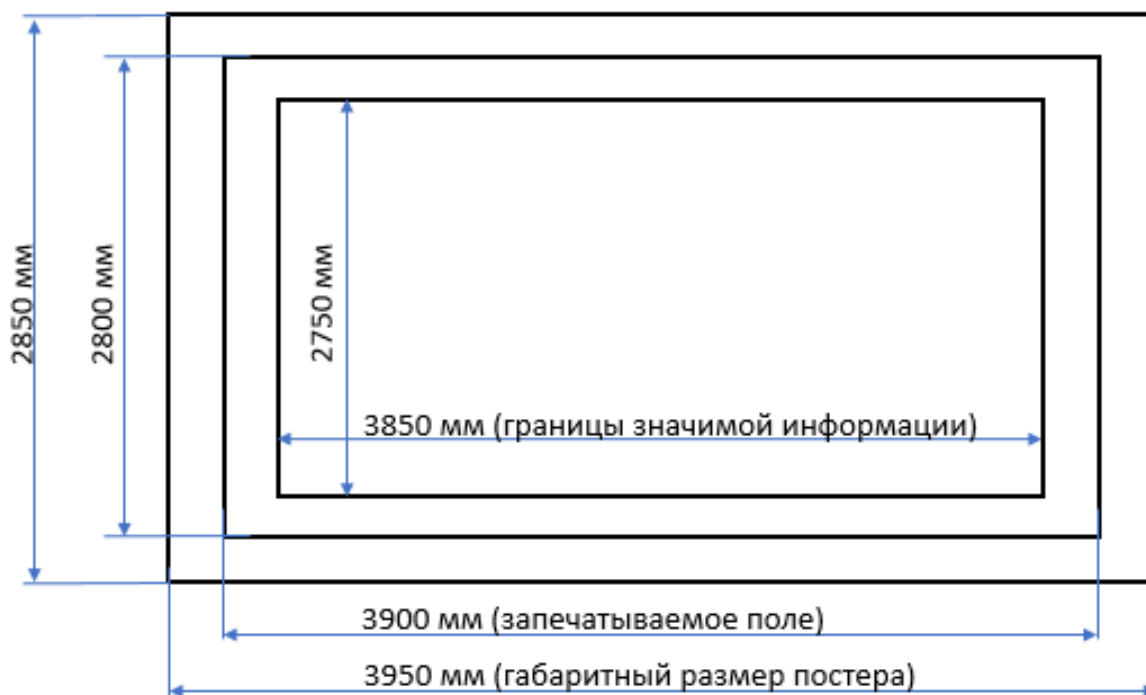 2850 мм
2800 мм
2750 мм
3850 мм (границы значимой информации)
3900 мм (запечатываемое поле)
3950 мм (габаритный размер постера)